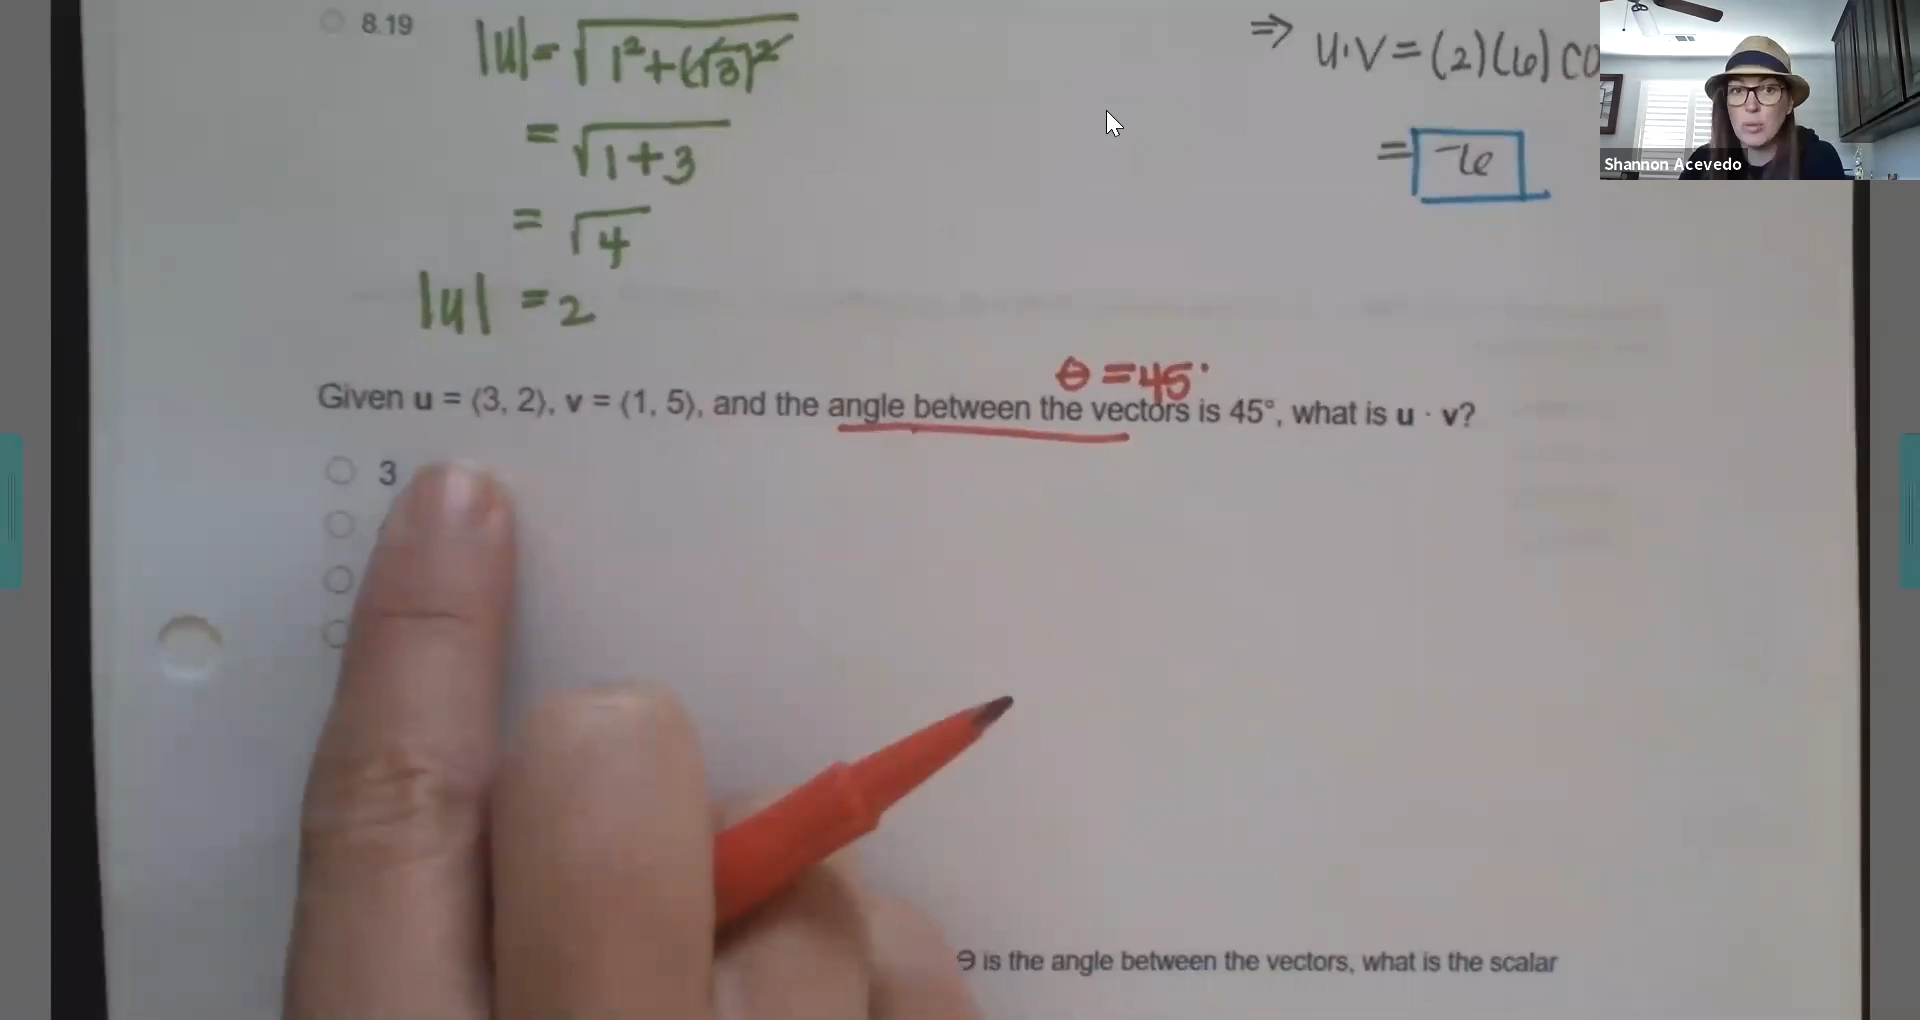 8.19
|u| = √1²+(√3)²
= √1+3
= √4
|u| = 2
⇒ u·v = (2)(6) co
= -6
Shannon Acevedo
θ = 45°
Given u = ⟨3, 2⟩, v = ⟨1, 5⟩, and the angle between the vectors is 45°, what is u · v?
3
θ is the angle between the vectors, what is the scalar